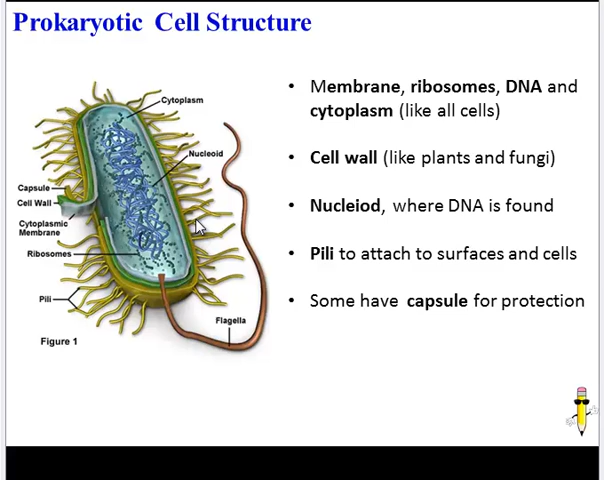 Prokaryotic Cell Structure
Cytoplasm
Nucleoid
Capsule
Cell Wall
Cytoplasmic
Membrane
Ribosomes
Pili
Flagella
Figure 1
• Membrane, ribosomes, DNA and
cytoplasm (like all cells)
• Cell wall (like plants and fungi)
• Nucleiod, where DNA is found
• Pili to attach to surfaces and cells
• Some have capsule for protection